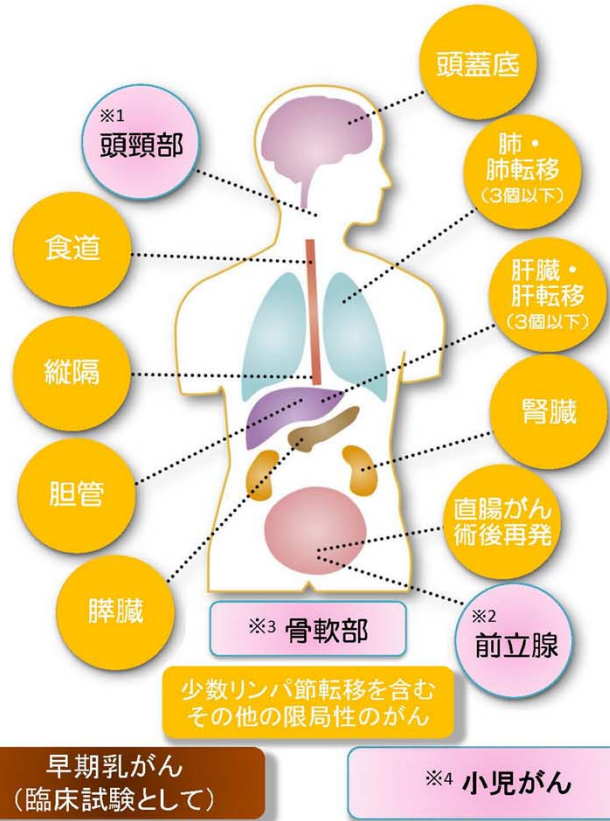 頭蓋底
※1
頭頸部
肺・
肺転移
(3個以下)
食道
肝臓・
肝転移
(3個以下)
縦隔
腎臓
胆管
直腸がん
術後再発
膵臓
※2
前立腺
※3 骨軟部
少数リンパ節転移を含む
その他の限局性のがん
早期乳がん
(臨床試験として)
※4 小児がん